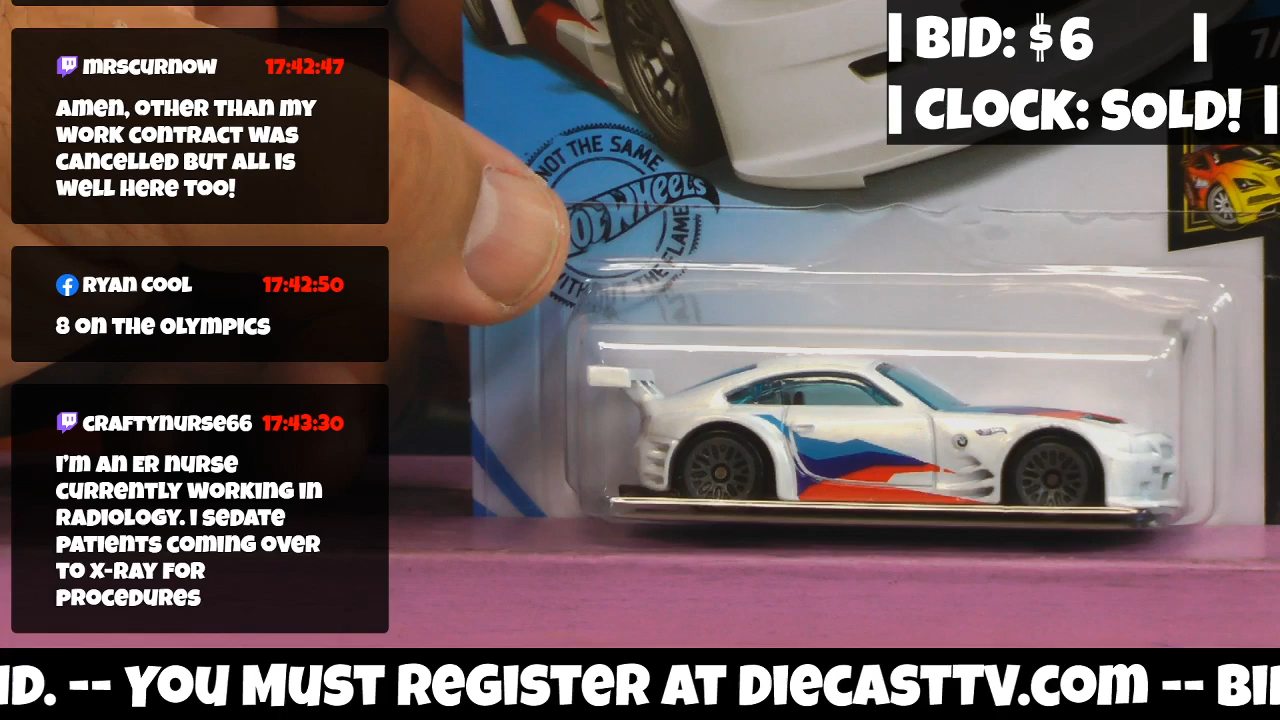 mrscurnow 17:42:47
Amen, other than my
work contract was
cancelled but all is
well here too!
Ryan Cool 17:42:50
8 on the Olympics
craftynurse66 17:43:30
I'm an ER nurse
currently working in
radiology. I sedate
patients coming over
to x-ray for
procedures
| BID: $6 |
| CLOCK: SOLD! |
NOT THE SAME
HOT WHEELS
WITHOUT THE FLAME
ID. -- YOU MUST REGISTER AT DIECASTTV.COM -- BI